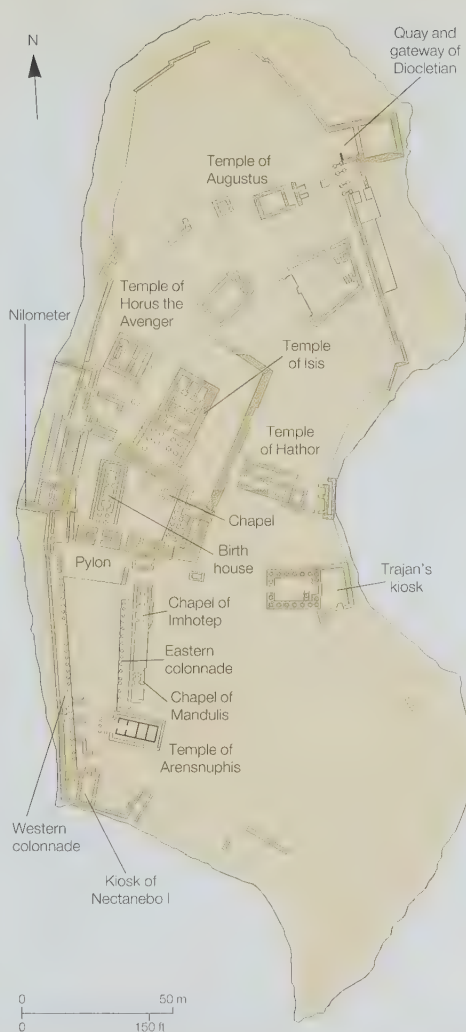 Quay and
gateway of
Diocletian
N
Temple of
Augustus
Temple of
Horus the
Avenger
Nilometer
Temple
of Isis
Temple
of Hathor
Chapel
Birth
house
Pylon
Trajan's
kiosk
Chapel of
Imhotep
Eastern
colonnade
Chapel of
Mandulis
Temple of
Arensnuphis
Western
colonnade
Kiosk of
Nectanebo I
0 50 m
0 150 ft